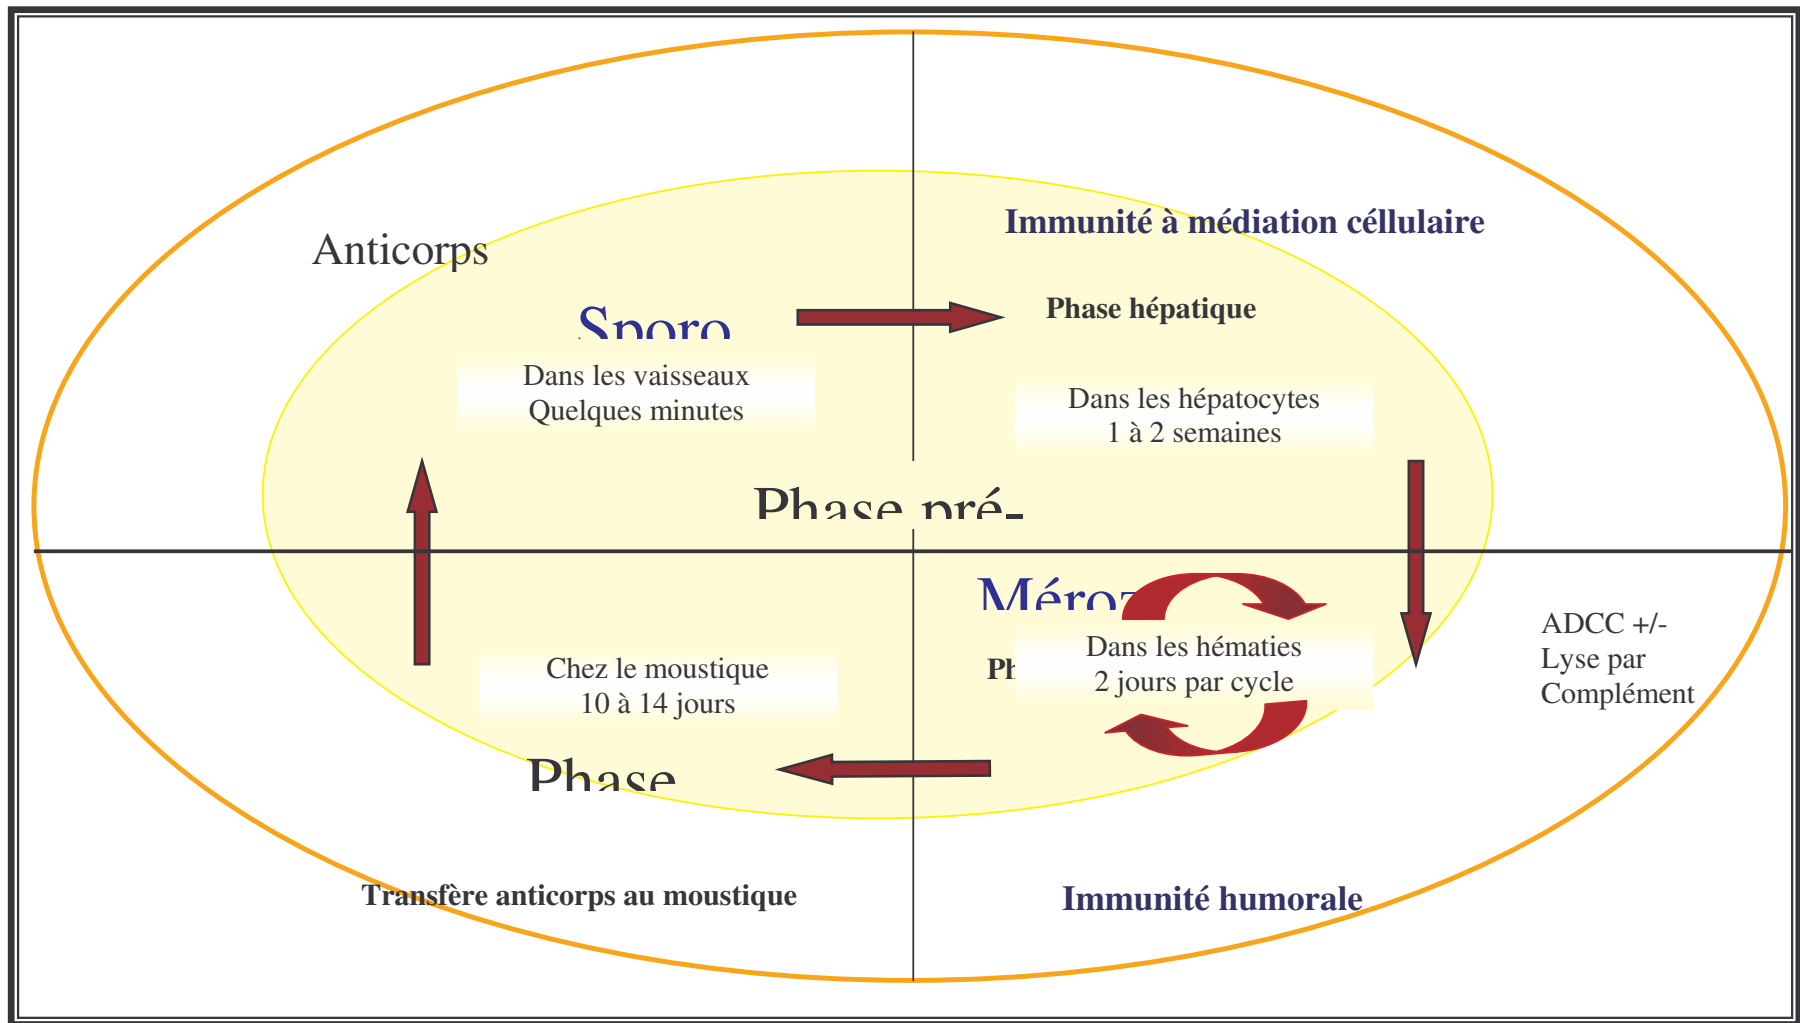 Anticorps
Immunité à médiation céllulaire
Sporo
Phase hépatique
Dans les vaisseaux
Quelques minutes
Dans les hépatocytes
1 à 2 semaines
Phase pré-
Méroz
Dans les hématies
2 jours par cycle
Ph
ADCC +/-
Lyse par
Complément
Chez le moustique
10 à 14 jours
Phase
Transfère anticorps au moustique
Immunité humorale